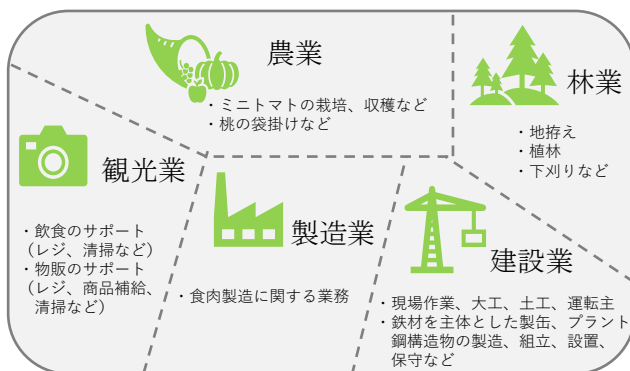 農業
・ミニトマトの栽培、収穫など
・桃の袋掛けなど
林業
・地拵え
・植林
・下刈りなど
観光業
・飲食のサポート
(レジ、清掃など)
・物販のサポート
(レジ、商品補給、
清掃など)
製造業
・食肉製造に関する業務
建設業
・現場作業、大工、土工、運転主
・鉄材を主体とした製缶、プラント
鋼構造物の製造、組立、設置、
保守など